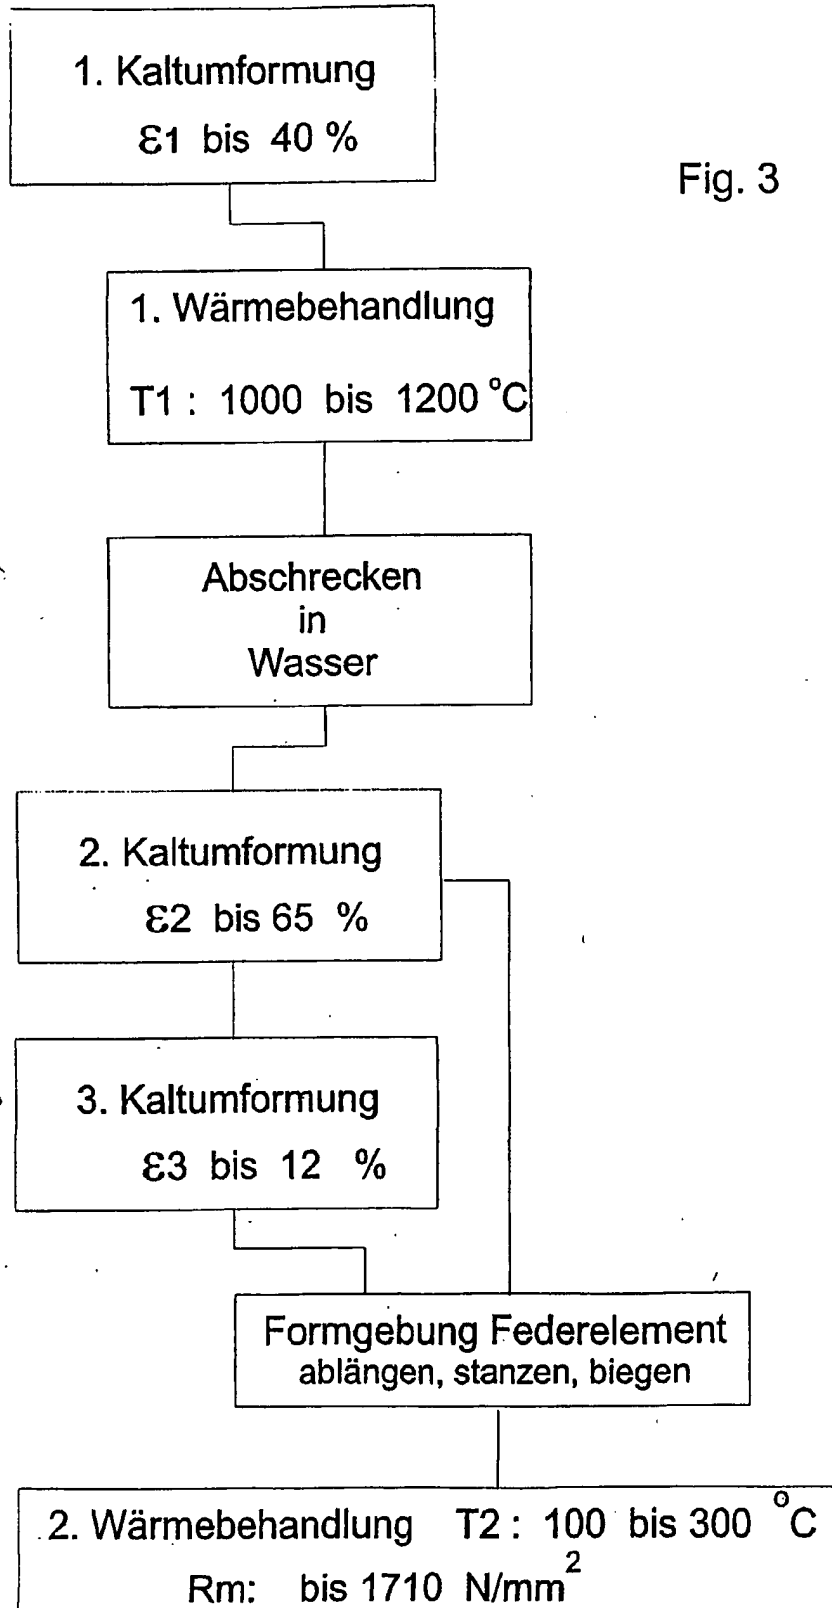 1. Kaltumformung
ε1 bis 40 %
Fig. 3
1. Wärmebehandlung
T1 : 1000 bis 1200 °C
Abschrecken
in
Wasser
2. Kaltumformung
ε2 bis 65 %
3. Kaltumformung
ε3 bis 12 %
Formgebung Federelement
ablängen, stanzen, biegen
2. Wärmebehandlung T2 : 100 bis 300 °C
Rm: bis 1710 N/mm²